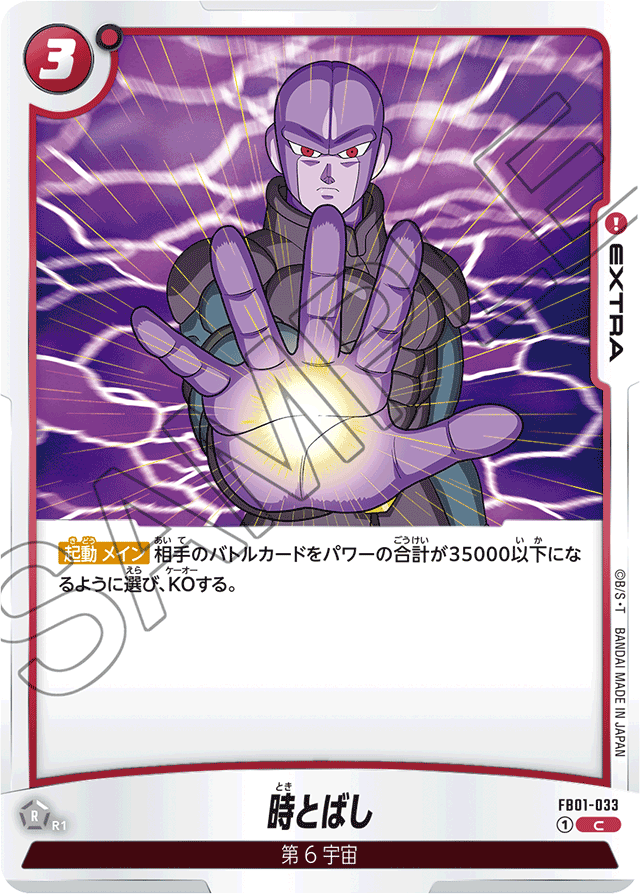 3
! EXTRA
SAMPLE
起動 メイン 相手のバトルカードをパワーの合計が35000以下にな
るように選び、KOする。
©B/S・T BANDAI MADE IN JAPAN
時とばし
FB01-033
R R1
1 C
第6宇宙